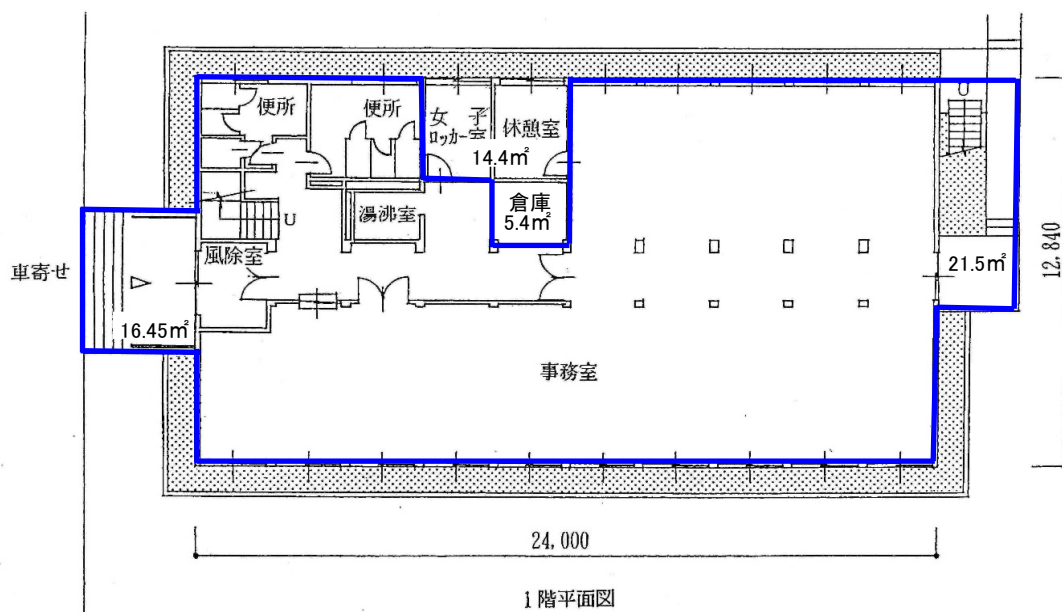 便所
便所
女子
ロッカー室
休憩室
14.4㎡
倉庫
5.4㎡
湯沸室
U
U
風除室
車寄せ
16.45㎡
21.5㎡
12,840
事務室
24,000
1階平面図